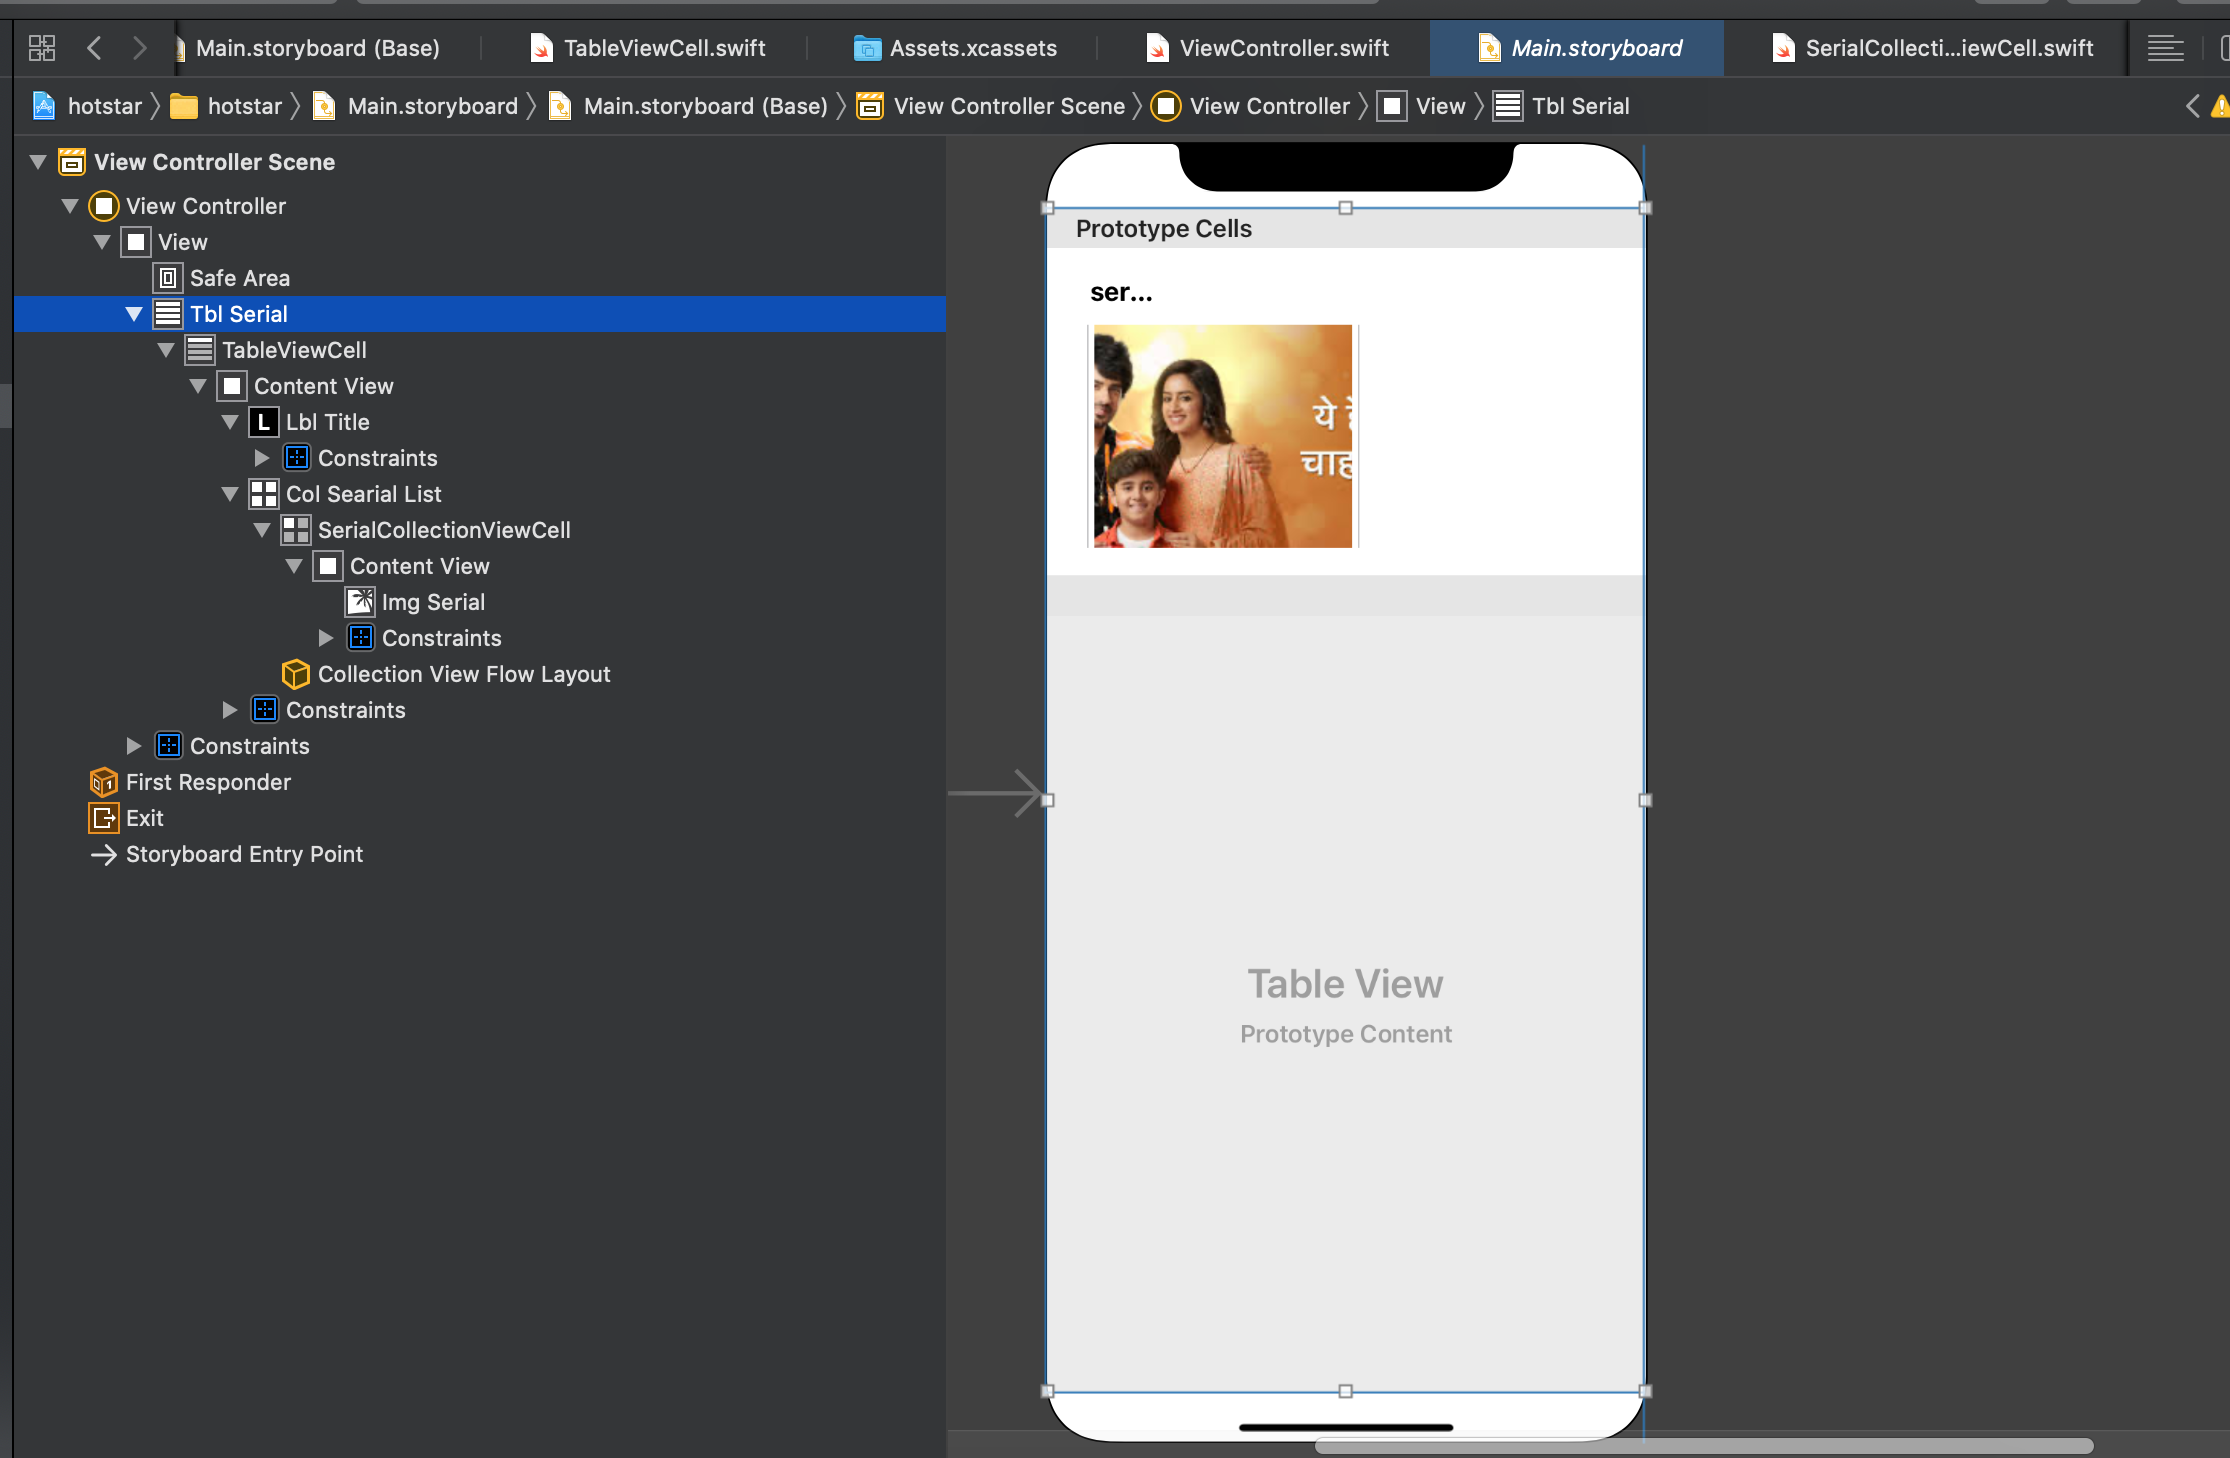 Main.storyboard (Base)
TableViewCell.swift
Assets.xcassets
ViewController.swift
Main.storyboard
SerialCollecti...iewCell.swift
hotstar
hotstar
Main.storyboard
Main.storyboard (Base)
View Controller Scene
View Controller
View
Tbl Serial
View Controller Scene
View Controller
View
Safe Area
Tbl Serial
TableViewCell
Content View
L Lbl Title
Constraints
Col Searial List
SerialCollectionViewCell
Content View
Img Serial
Constraints
Collection View Flow Layout
Constraints
Constraints
First Responder
Exit
Storyboard Entry Point
Prototype Cells
ser...
ये
चाह
Table View
Prototype Content